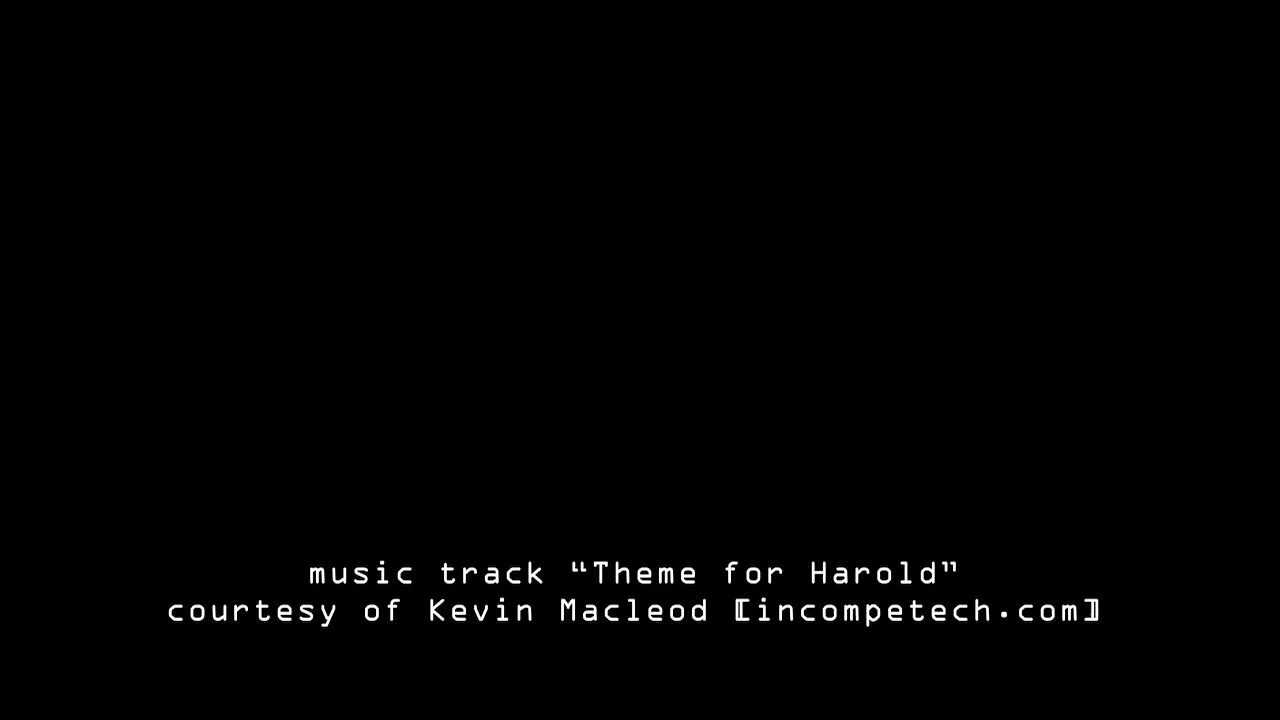 music track “Theme for Harold”
courtesy of Kevin Macleod [incompetech.com]